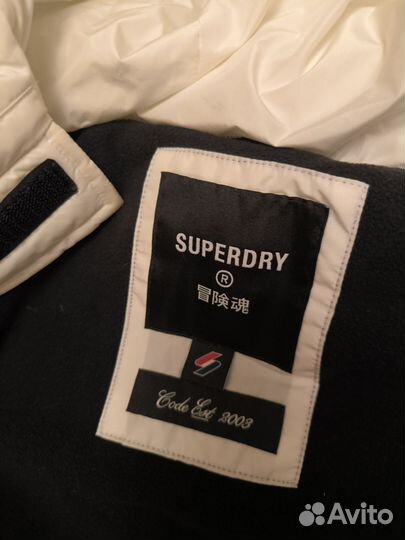 SUPERDRY
®
冒険魂
Code Est 2003
Avito